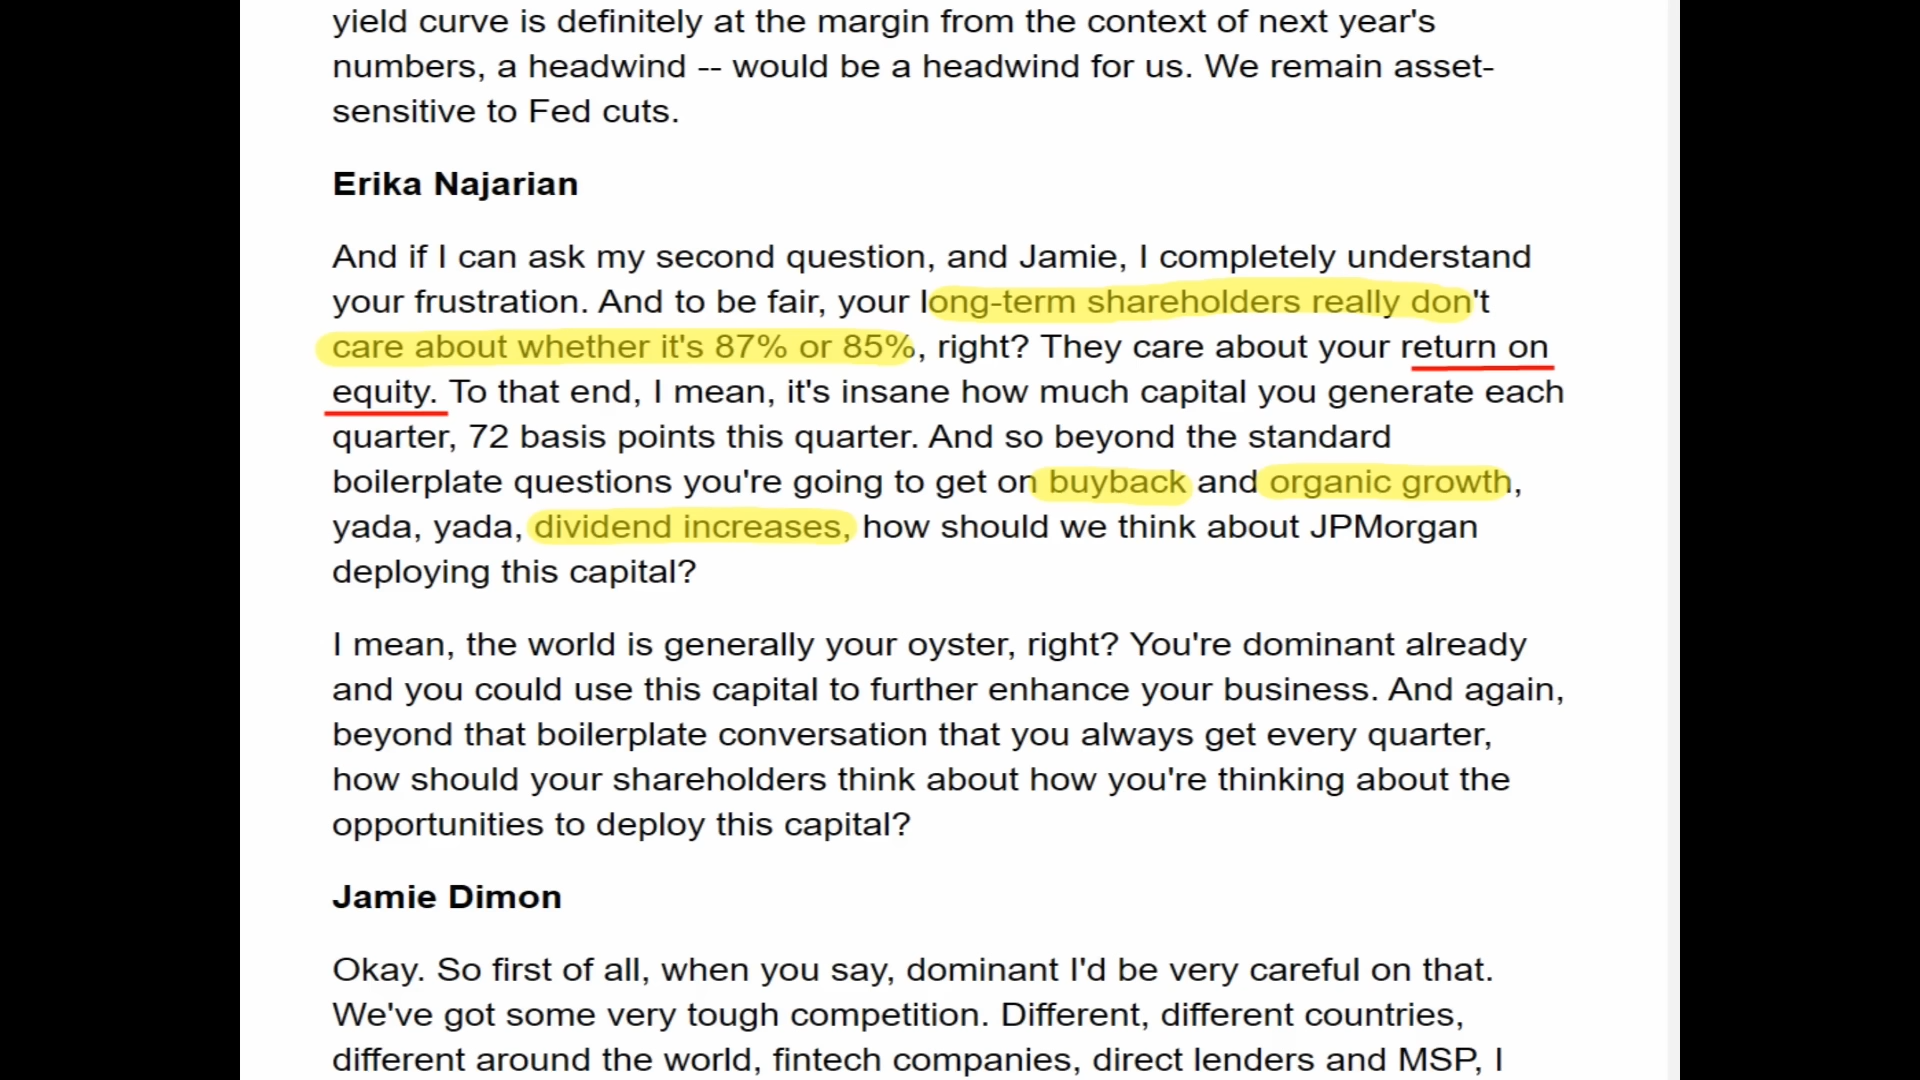 yield curve is definitely at the margin from the context of next year's
numbers, a headwind -- would be a headwind for us. We remain asset-
sensitive to Fed cuts.
Erika Najarian
And if I can ask my second question, and Jamie, I completely understand
your frustration. And to be fair, your long-term shareholders really don't
care about whether it's 87% or 85%, right? They care about your return on
equity. To that end, I mean, it's insane how much capital you generate each
quarter, 72 basis points this quarter. And so beyond the standard
boilerplate questions you're going to get on buyback and organic growth,
yada, yada, dividend increases, how should we think about JPMorgan
deploying this capital?
I mean, the world is generally your oyster, right? You're dominant already
and you could use this capital to further enhance your business. And again,
beyond that boilerplate conversation that you always get every quarter,
how should your shareholders think about how you're thinking about the
opportunities to deploy this capital?
Jamie Dimon
Okay. So first of all, when you say, dominant I'd be very careful on that.
We've got some very tough competition. Different, different countries,
different around the world, fintech companies, direct lenders and MSP, I